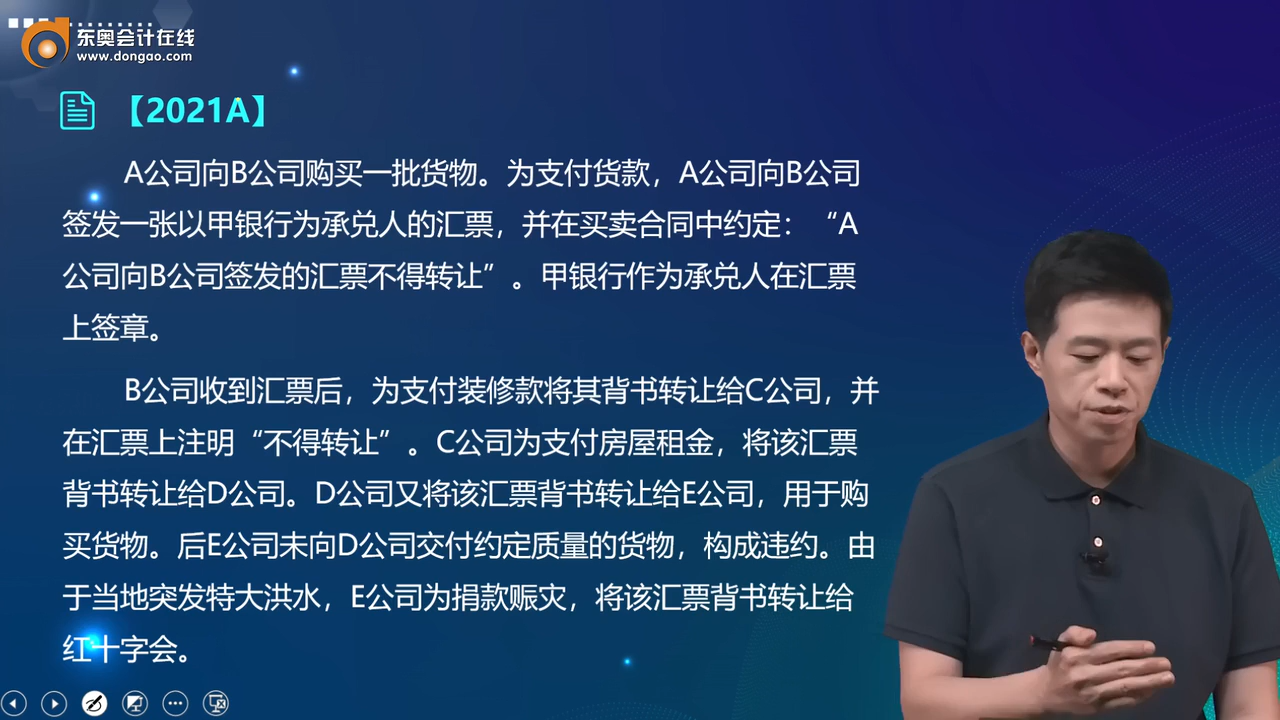 东奥会计在线
www.dongao.com
【2021A】
A公司向B公司购买一批货物。为支付货款，A公司向B公司
签发一张以甲银行为承兑人的汇票，并在买卖合同中约定：“A
公司向B公司签发的汇票不得转让”。甲银行作为承兑人在汇票
上签章。
B公司收到汇票后，为支付装修款将其背书转让给C公司，并
在汇票上注明“不得转让”。C公司为支付房屋租金，将该汇票
背书转让给D公司。D公司又将该汇票背书转让给E公司，用于购
买货物。后E公司未向D公司交付约定质量的货物，构成违约。由
于当地突发特大洪水，E公司为捐款赈灾，将该汇票背书转让给
红十字会。